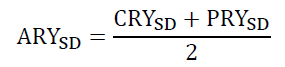 ARY_SD = (CRY_SD + PRY_SD) / 2